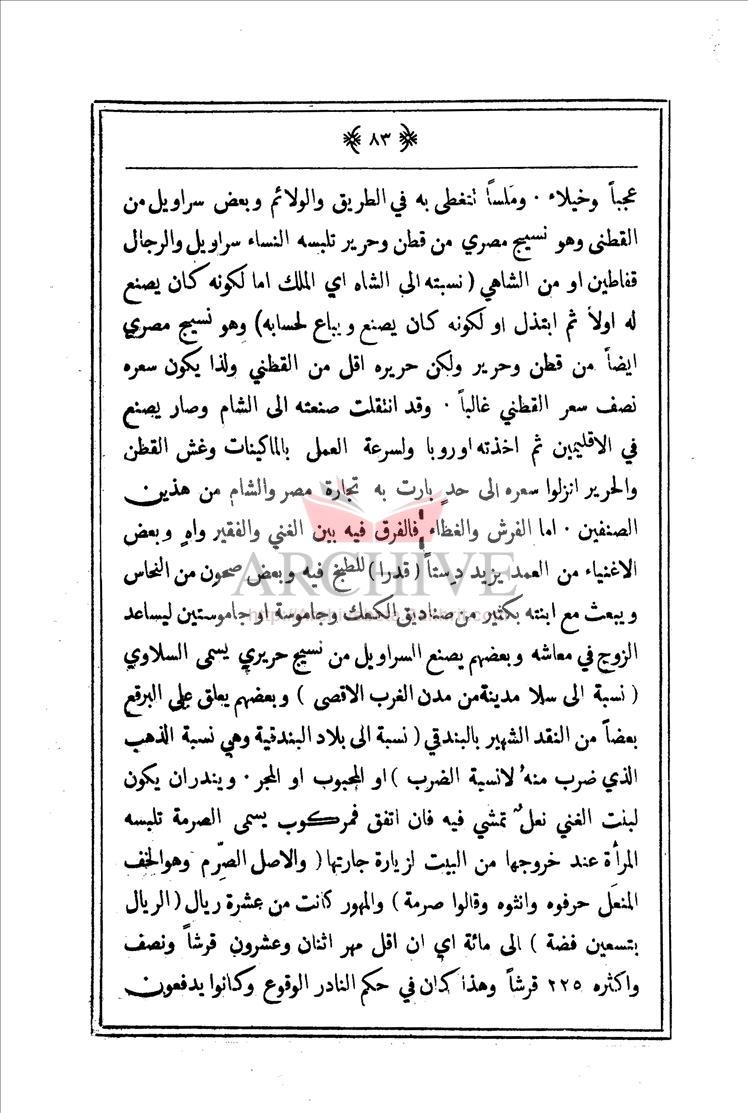 ﴿ ٨٣ ﴾
عجباً وخيلاء . ومَلَساً تتغطى به في الطريق والولائم وبعض سراويل من
القطنى وهو نسيج مصري من قطن وحرير تلبسه النساء سراويل والرجال
قفاطين او من الشاهي ( نسبته الى الشاه اي الملك اما لكونه كان يصنع
له اولاً ثم ابتذل او لكونه كان يصنع ويباع لحسابه) وهو نسيج مصري
ايضاً من قطن وحرير ولكن حريره اقل من القطني ولذا يكون سعره
نصف سعر القطني غالباً . وقد انتقلت صنعته الى الشام وصار يصنع
في الاقليمين ثم اخذته اوروبا ولسرعة العمل بالماكينات وغش القطن
والحرير انزلوا سعره الى حدٍ بارت به تجارة مصر والشام من هذين
الصنفين . اما الفرش والغطاء فالفرق فيه بين الغني والفقير واهٍ وبعض
الاغنياء من العمد يزيد درستاً ( قدرا ) للطبخ فيه وبعض صحون من النحاس
ويبعث مع ابنته بكثير من صناديق الكعك وجاموسة او جاموستين ليساعد
الزوج في معاشه وبعضهم يصنع السراويل من نسيج حريري يسمى السلاوي
( نسبة الى سلا مدينة من مدن الغرب الاقصى ) وبعضهم يعلق على البرقع
بعضاً من النقد الشهير بالبندقي ( نسبة الى بلاد البندقية وهي نسبة الذهب
الذي ضرب منهُ لانسبة الضرب ) او المحبوب او المجر . ويندران يكون
لبنت الغني نعلٌ تمشي فيه فان اتفق فمركوب يسمى الصرمة تلبسه
المرأة عند خروجها من البيت لزيارة جارتها ( والاصل الصِّرم وهوالخف
المنعَل حرفوه وانثوه وقالوا صرمة ) والمهور كانت من عشرة ريال ( الريال
بتسعين فضة ) الى مائة اي ان اقل مهر اثنان وعشرون قرشاً ونصف
واكثره ٢٢٥ قرشاً وهذا كان في حكم النادر الوقوع وكانوا يدفعون
ARCHIVE